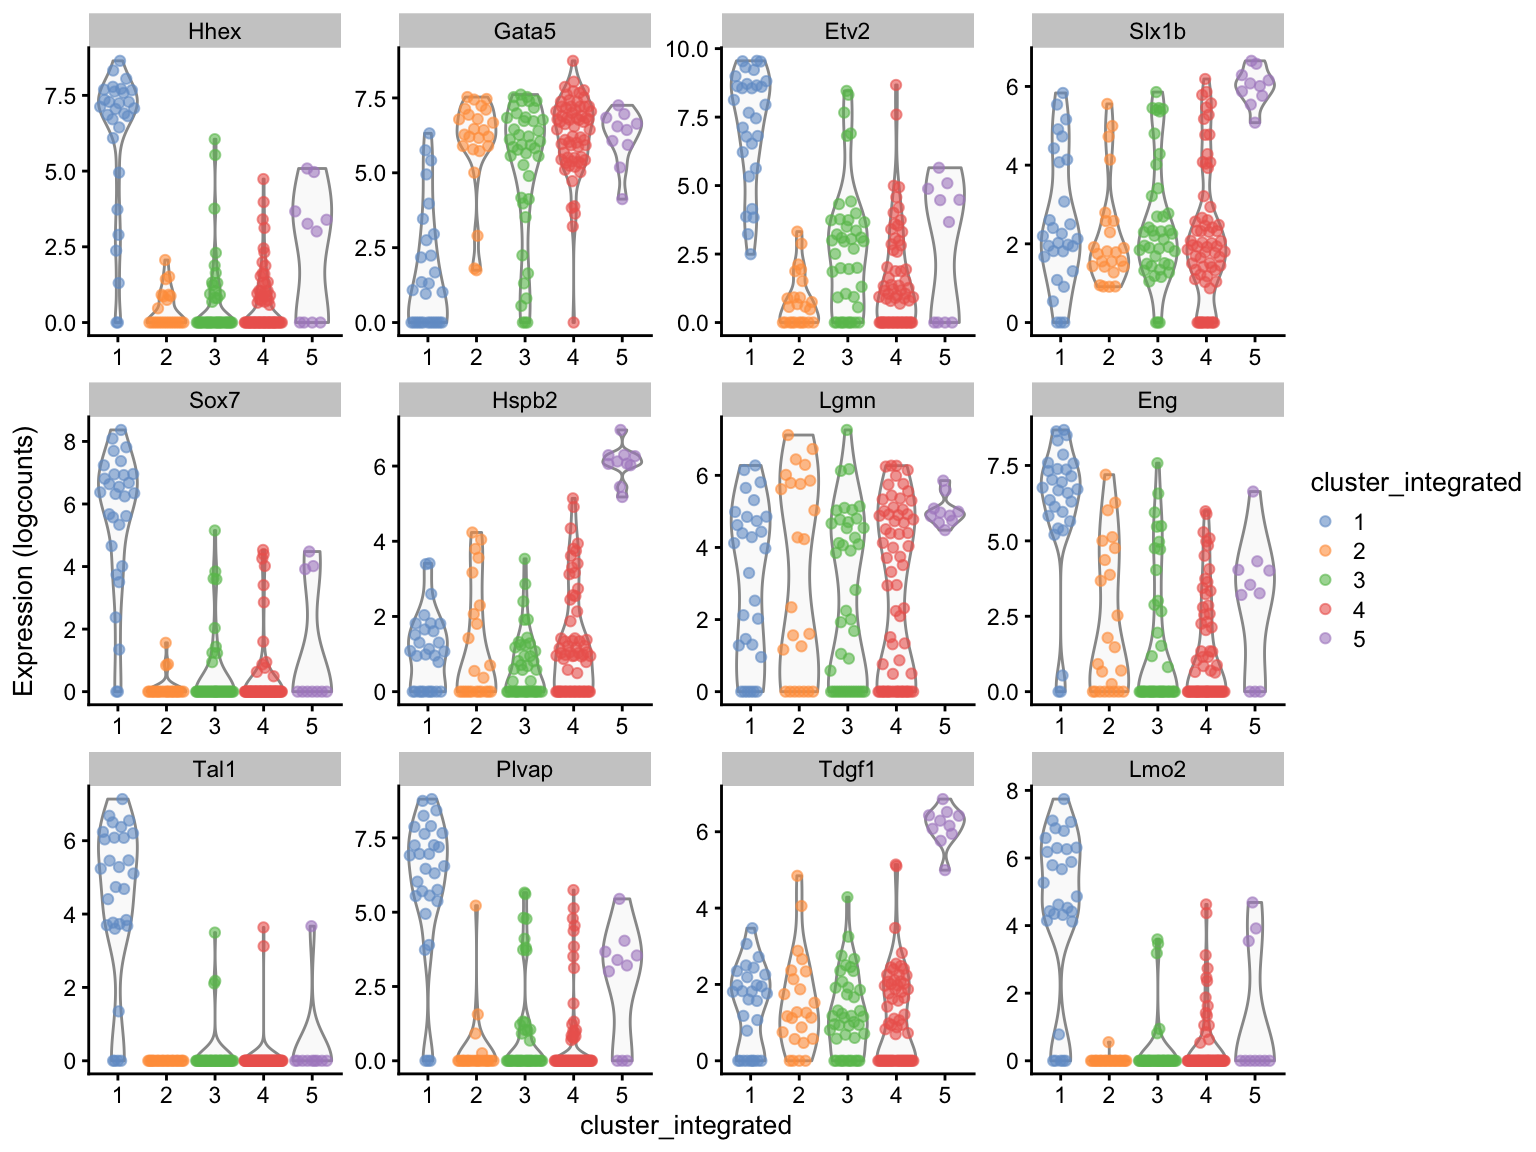 Hhex Gata5 Etv2 Slx1b
7.5 5.0 2.5 0.0
7.5 5.0 2.5 0.0
10.0 7.5 5.0 2.5 0.0
6 4 2 0
1 2 3 4 5 1 2 3 4 5 1 2 3 4 5 1 2 3 4 5
Sox7 Hspb2 Lgmn Eng
8 6 4 2 0
6 4 2 0
6 4 2 0
7.5 5.0 2.5 0.0
1 2 3 4 5 1 2 3 4 5 1 2 3 4 5 1 2 3 4 5
Tal1 Plvap Tdgf1 Lmo2
6 4 2 0
7.5 5.0 2.5 0.0
6 4 2 0
8 6 4 2 0
1 2 3 4 5 1 2 3 4 5 1 2 3 4 5 1 2 3 4 5
Expression (logcounts)
cluster_integrated
cluster_integrated
1
2
3
4
5